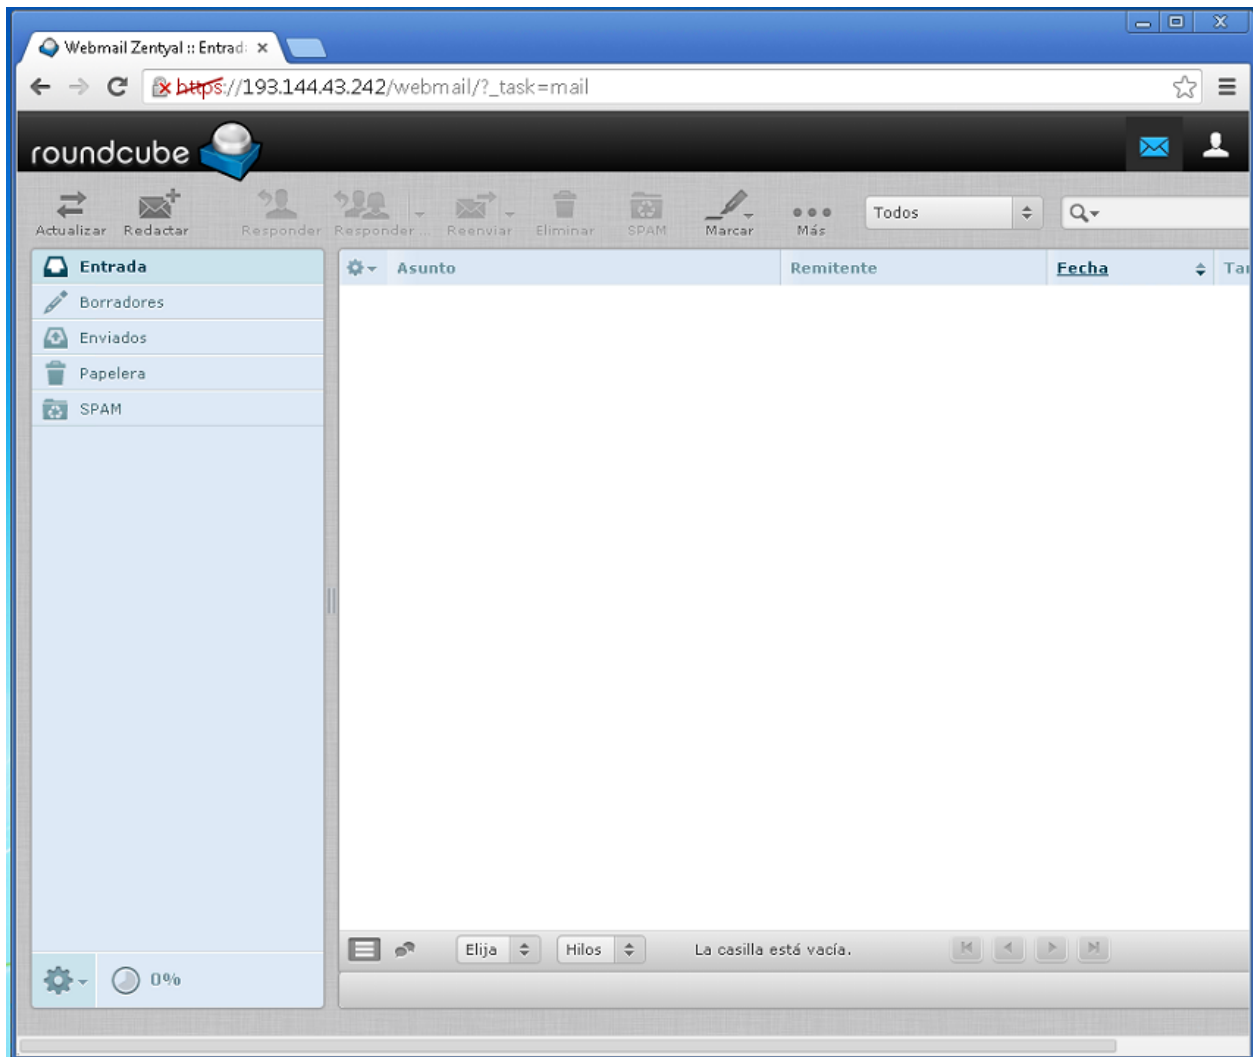 Webmail Zentyal :: Entrad
https://193.144.43.242/webmail/?_task=mail
roundcube
Actualizar Redactar Responder Responder ... Reenviar Eliminar SPAM Marcar Más Todos
Entrada
Borradores
Enviados
Papelera
SPAM
Asunto Remitente Fecha Ta
Elija Hilos La casilla está vacía.
0%